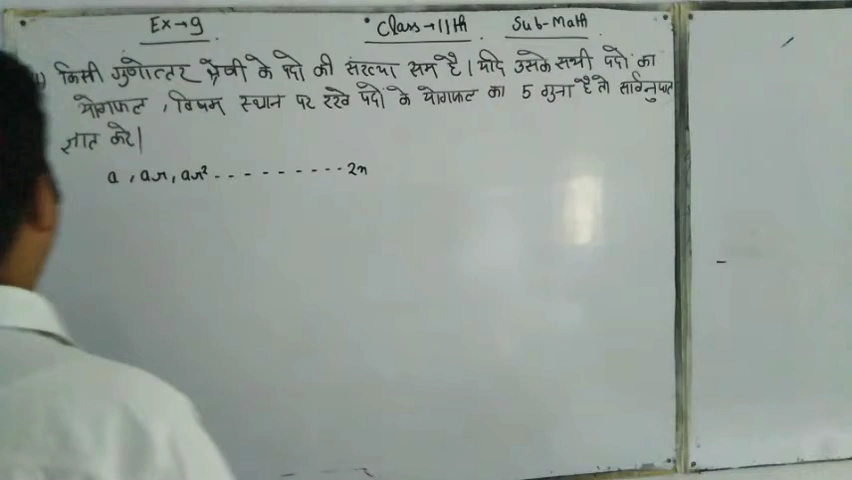 Ex→9 Class→11th Sub-Math
किसी गुणोत्तर श्रेणी के पदों की संख्या सम है। यदि उसके सभी पदों का
योगफल, विषम स्थान पर रखे पदों के योगफल का 5 गुना है तो सार्वनुपात
ज्ञात करे।
a, ar, ar² - - - - - - - - - - 2n